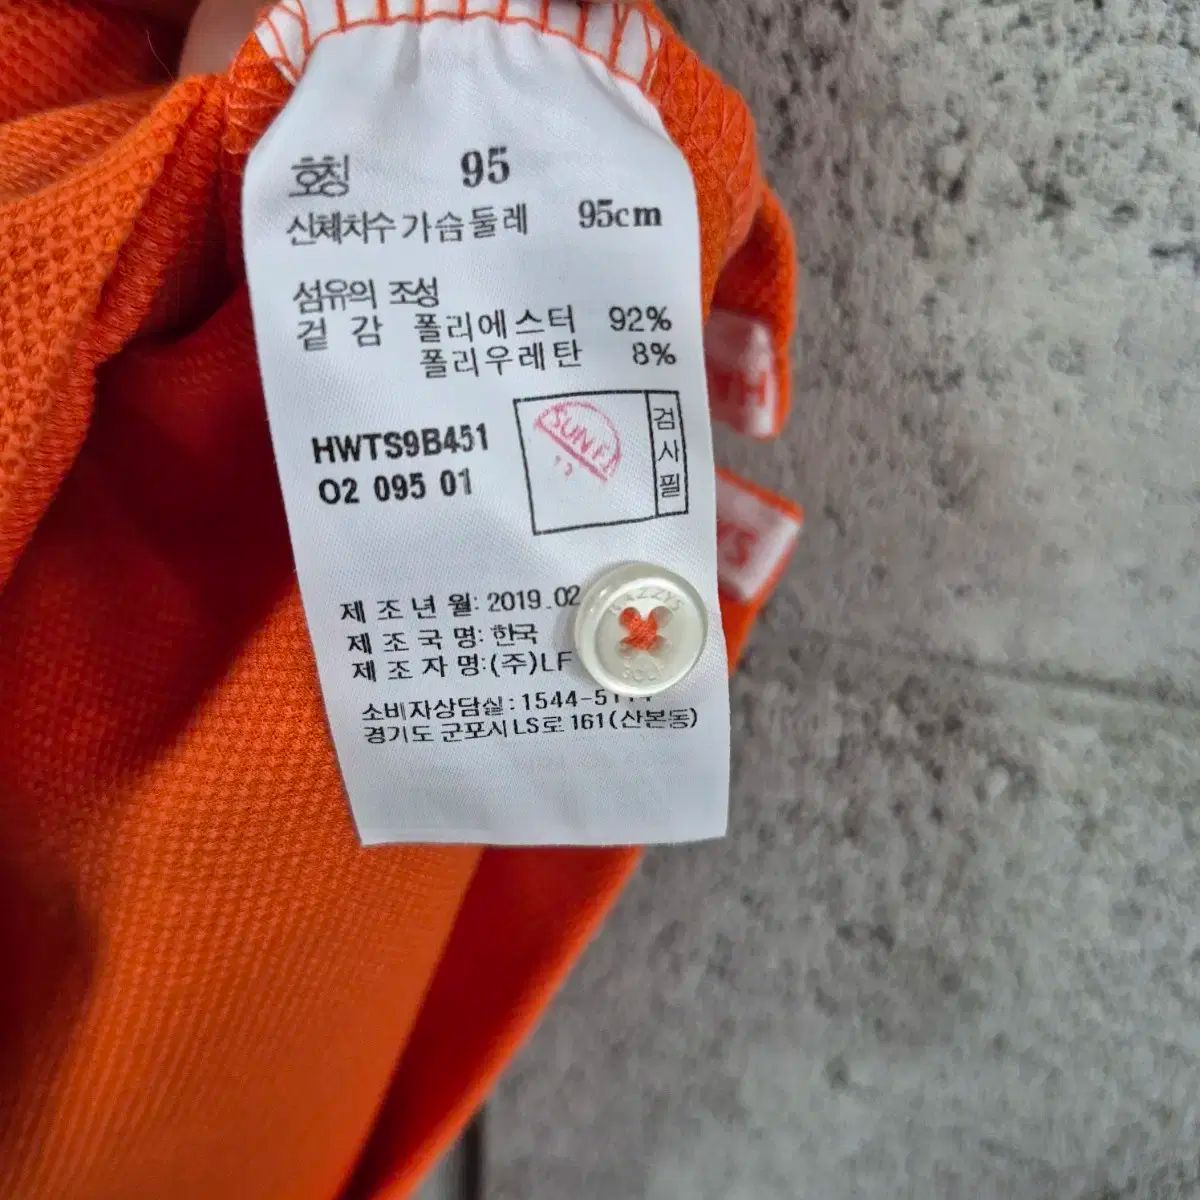 호칭 95
신체치수 가슴둘레 95cm
섬유의 조성
겉감 폴리에스터 92%
폴리우레탄 8%
HWTS9B451
O2 095 01
SUN F
검사필
제조년월: 2019.02
제조국명: 한국
제조자명:(주)LF
소비자상담실: 1544-51
경기도 군포시 LS로 161(산본동)
AZZYS
YS
H